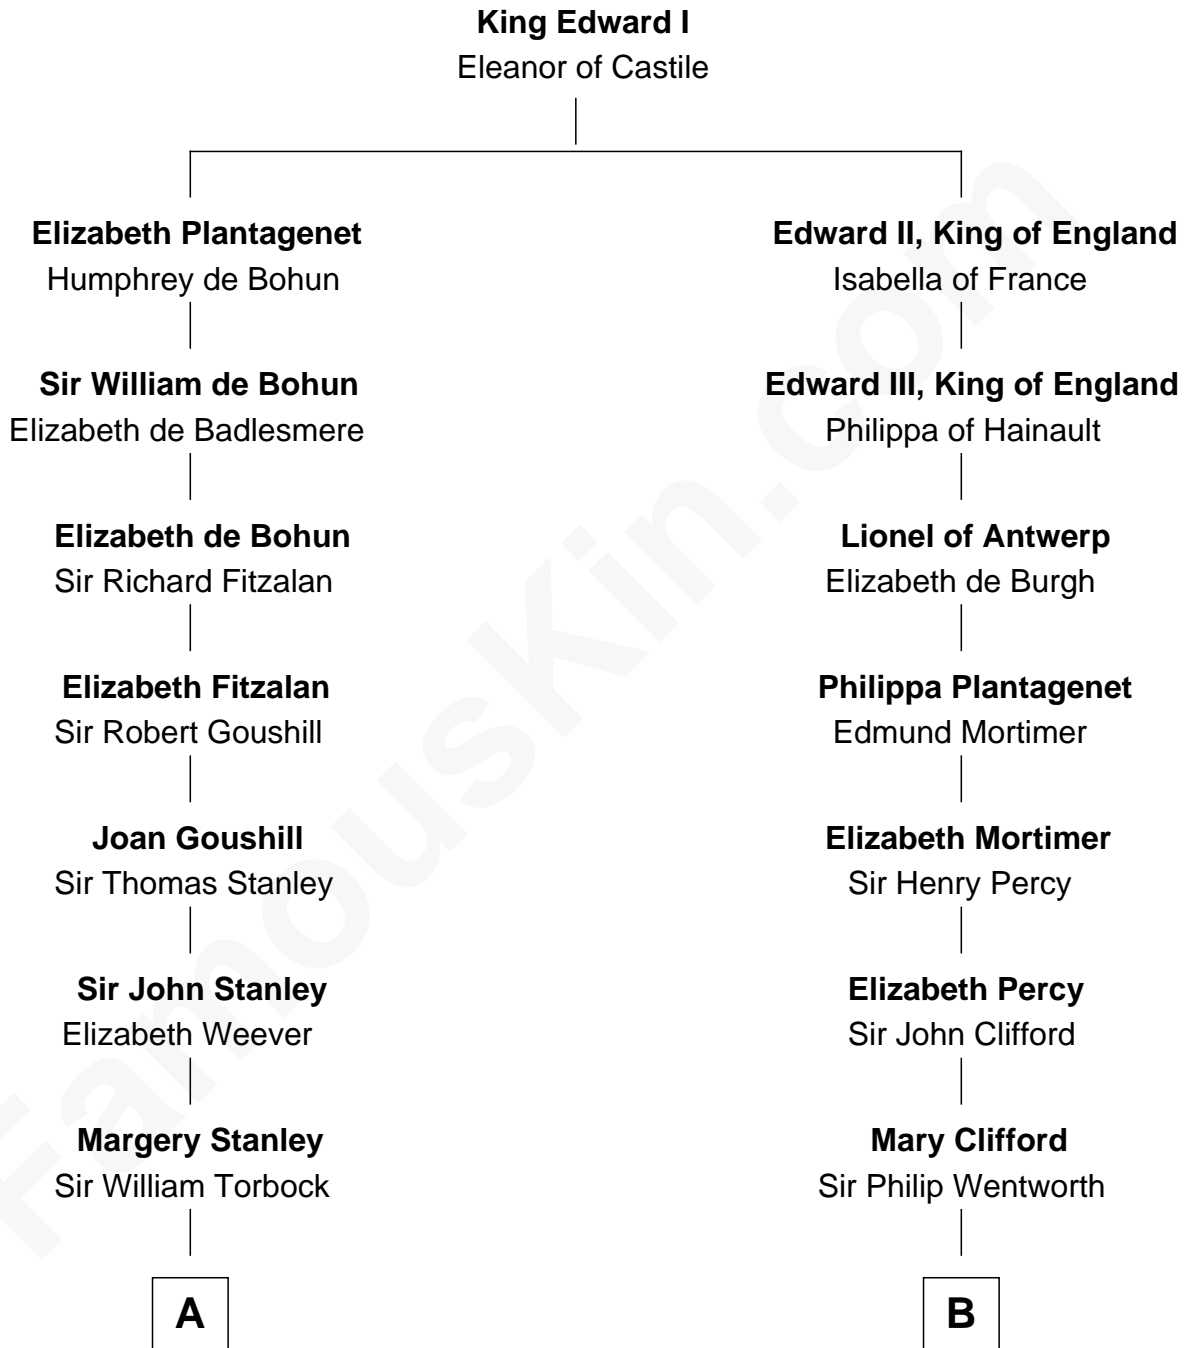 King Edward I
Eleanor of Castile
Elizabeth Plantagenet
Humphrey de Bohun
Edward II, King of England
Isabella of France
Sir William de Bohun
Elizabeth de Badlesmere
Edward III, King of England
Philippa of Hainault
Elizabeth de Bohun
Sir Richard Fitzalan
Lionel of Antwerp
Elizabeth de Burgh
Elizabeth Fitzalan
Sir Robert Goushill
Philippa Plantagenet
Edmund Mortimer
Joan Goushill
Sir Thomas Stanley
Elizabeth Mortimer
Sir Henry Percy
Sir John Stanley
Elizabeth Weever
Elizabeth Percy
Sir John Clifford
Margery Stanley
Sir William Torbock
Mary Clifford
Sir Philip Wentworth
A
B
FamousKin.com